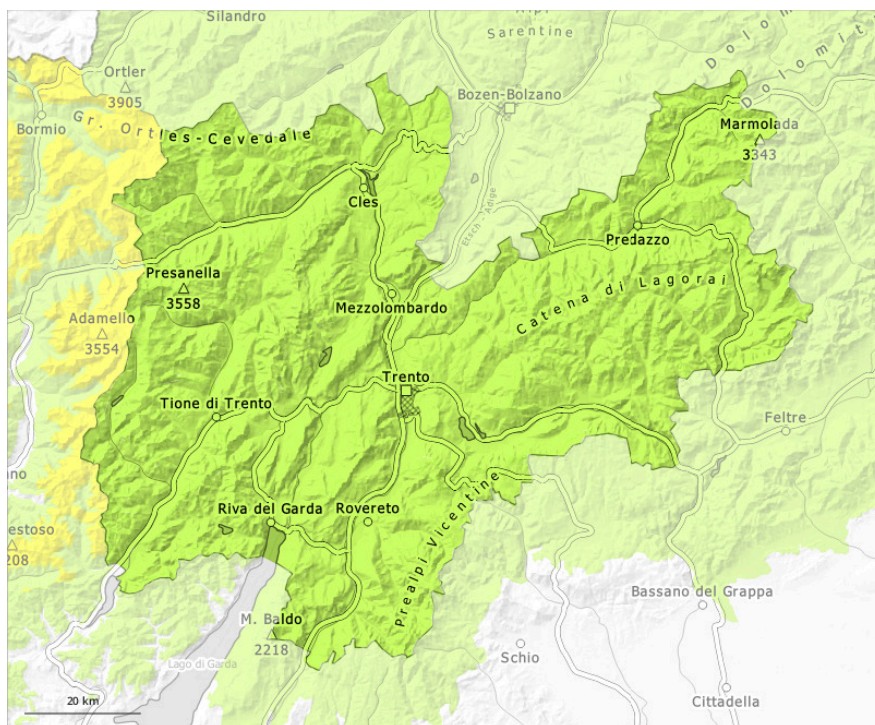 Silandro
Sarentine
Ortler
3905
Bozen-Bolzano
Bormio
Gr. Ortles-Cevedale
Dolomiti
Marmolada
3343
Cles
Etsch - Adige
Predazzo
Presanella
3558
Catena di Lagorai
Mezzolombardo
Adamello
3554
Trento
Tione di Trento
Feltre
Riva del Garda
Rovereto
Prealpi Vicentine
Bassano del Grappa
M. Baldo
2218
Lago di Garda
Schio
20 km
Cittadella